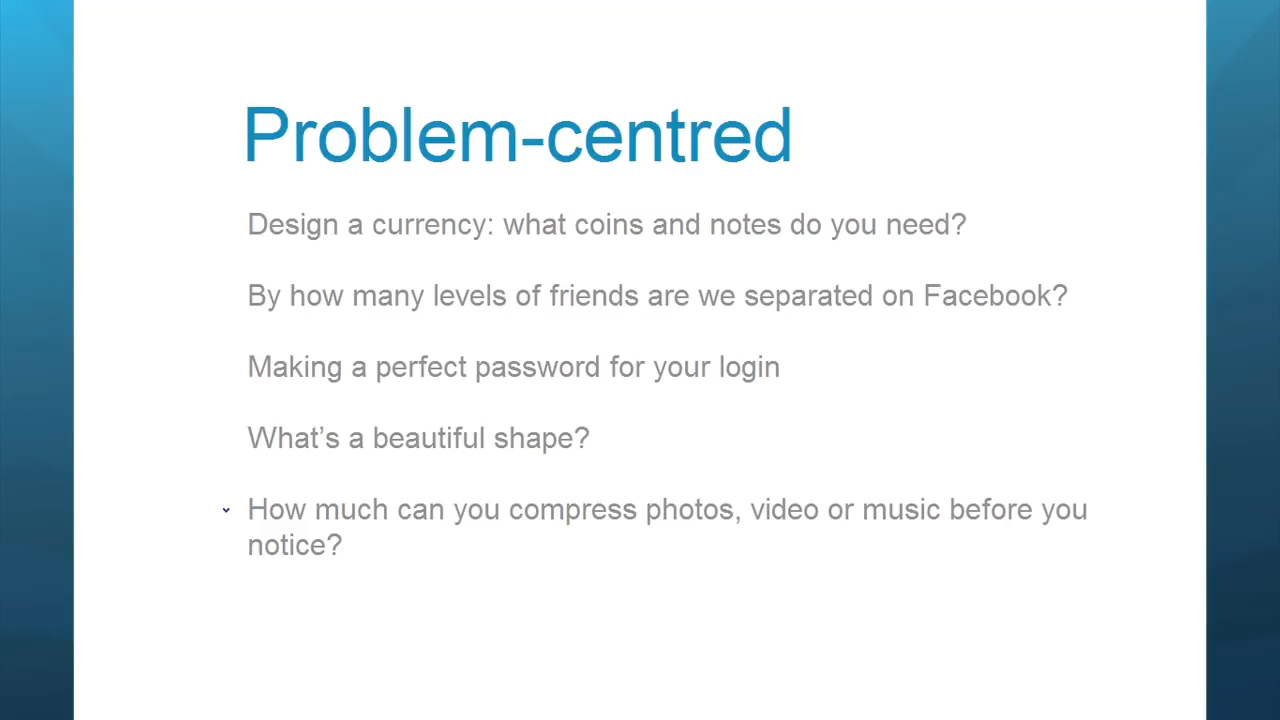 Problem-centred
Design a currency: what coins and notes do you need?
By how many levels of friends are we separated on Facebook?
Making a perfect password for your login
What’s a beautiful shape?
How much can you compress photos, video or music before you
notice?